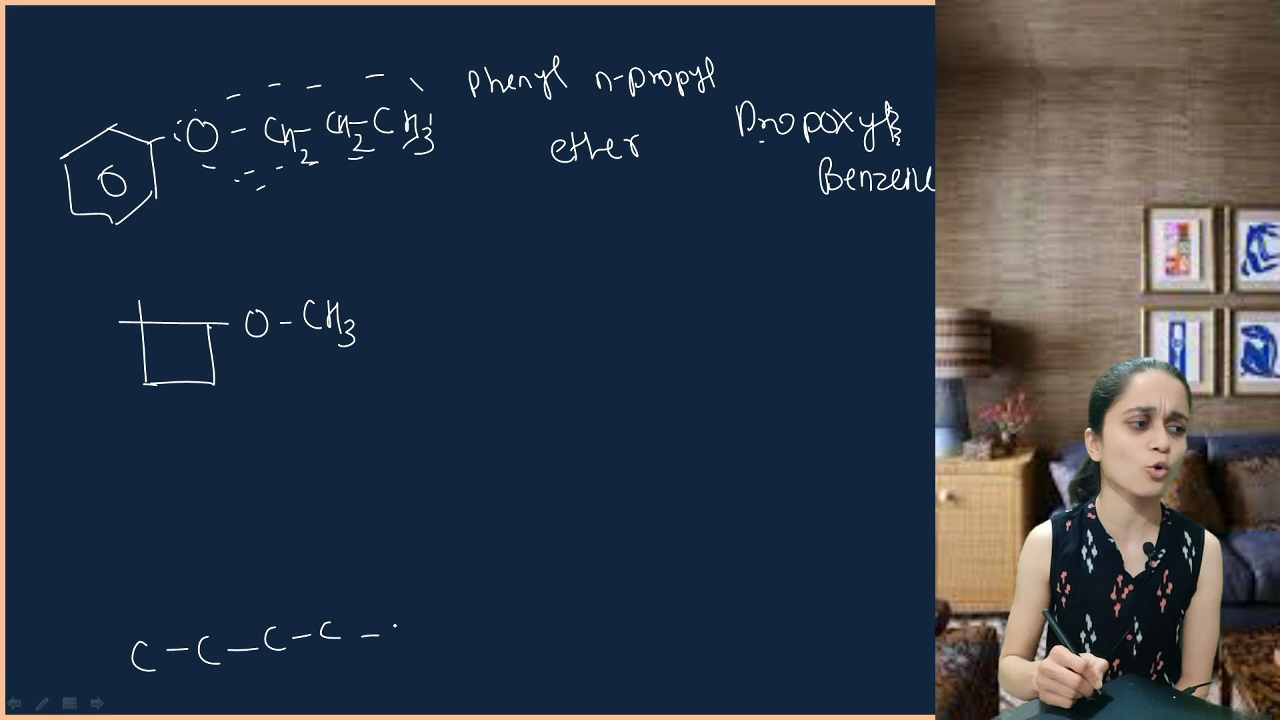 O - CH2 - CH2 - CH3
Phenyl n-propyl
ether
Propoxy
Benzene
O - CH3
C - C - C - C -